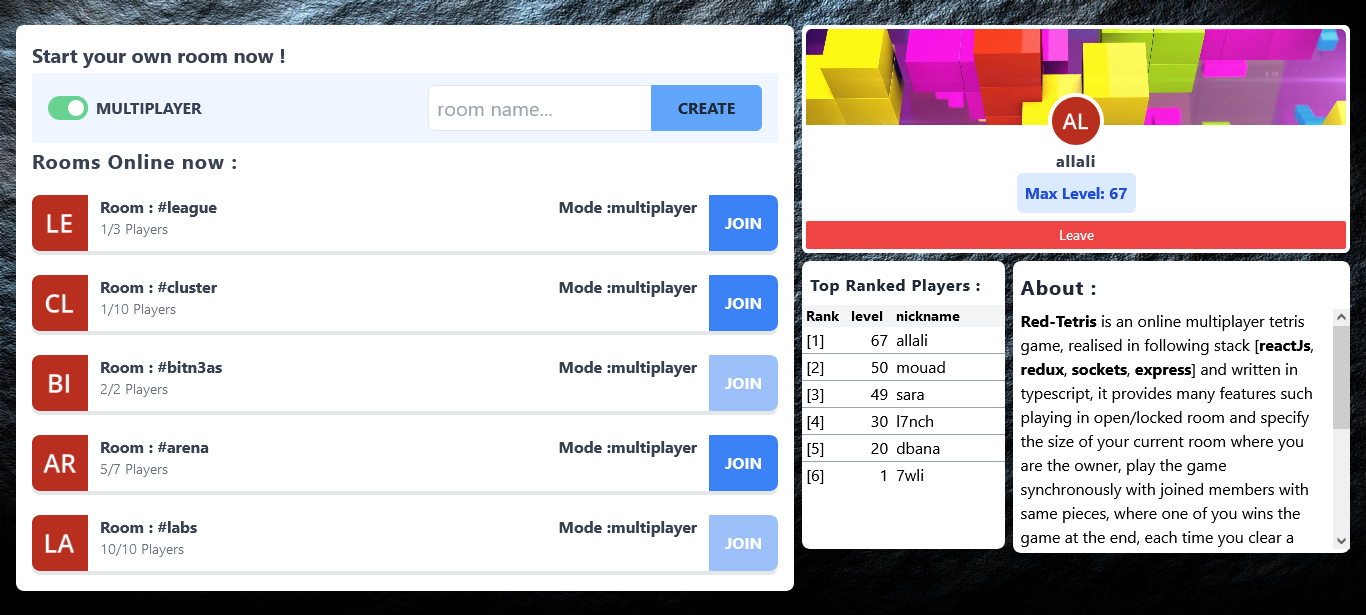 Start your own room now !
MULTIPLAYER
room name...
CREATE
Rooms Online now :
LE
Room : #league
1/3 Players
Mode :multiplayer
JOIN
CL
Room : #cluster
1/10 Players
Mode :multiplayer
JOIN
BI
Room : #bitn3as
2/2 Players
Mode :multiplayer
JOIN
AR
Room : #arena
5/7 Players
Mode :multiplayer
JOIN
LA
Room : #labs
10/10 Players
Mode :multiplayer
JOIN
AL
allali
Max Level: 67
Leave
Top Ranked Players :
Rank level nickname
[1] 67 allali
[2] 50 mouad
[3] 49 sara
[4] 30 l7nch
[5] 20 dbana
[6] 1 7wli
About :
Red-Tetris is an online multiplayer tetris
game, realised in following stack [reactJs,
redux, sockets, express] and written in
typescript, it provides many features such
playing in open/locked room and specify
the size of your current room where you
are the owner, play the game
synchronously with joined members with
same pieces, where one of you wins the
game at the end, each time you clear a